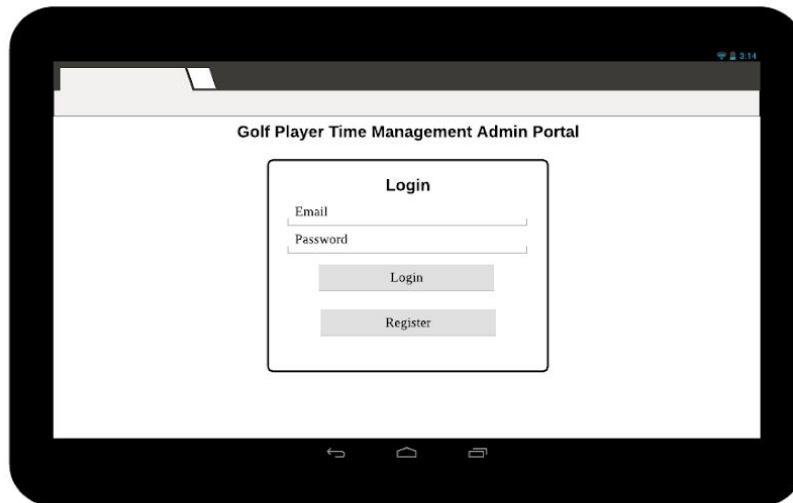 3:14
Golf Player Time Management Admin Portal
Login
Email
Password
Login
Register